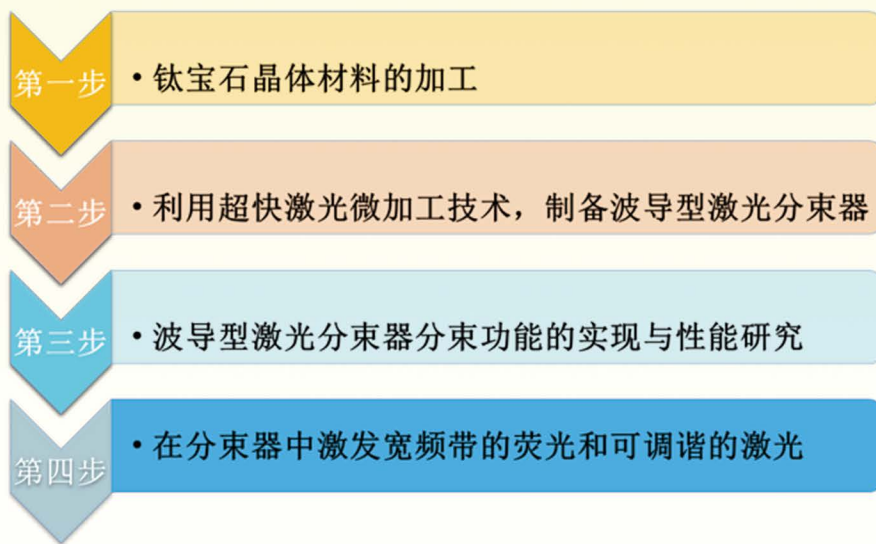 第一步
•钛宝石晶体材料的加工
第二步
•利用超快激光微加工技术，制备波导型激光分束器
第三步
•波导型激光分束器分束功能的实现与性能研究
第四步
•在分束器中激发宽频带的荧光和可调谐的激光